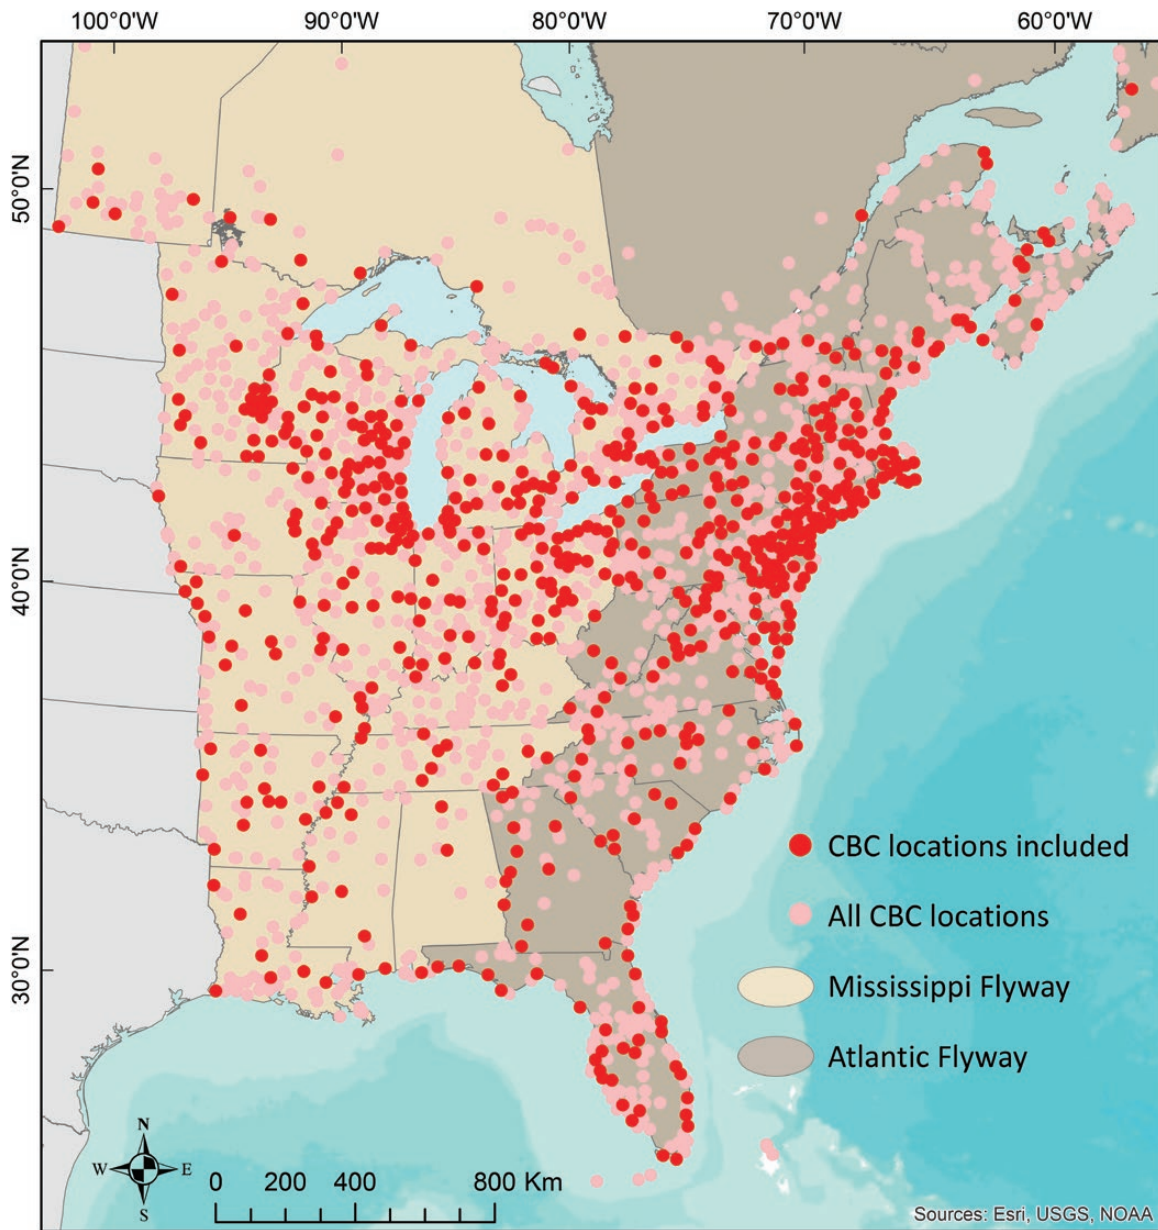 100°0'W 90°0'W 80°0'W 70°0'W 60°0'W
50°0'N
40°0'N
30°0'N
CBC locations included
All CBC locations
Mississippi Flyway
Atlantic Flyway
N
W E
S
0 200 400 800 Km
Sources: Esri, USGS, NOAA